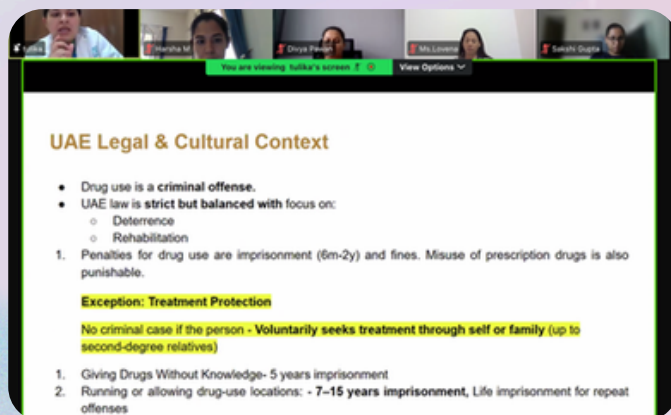 tulika
Harsha M
Divya Pawan
Ms.Lovena
Sakshi Gupta
You are viewing tulika's screen
View Options
UAE Legal & Cultural Context
• Drug use is a criminal offense.
• UAE law is strict but balanced with focus on:
○ Deterrence
○ Rehabilitation
1. Penalties for drug use are imprisonment (6m-2y) and fines. Misuse of prescription drugs is also
punishable.
Exception: Treatment Protection
No criminal case if the person - Voluntarily seeks treatment through self or family (up to
second-degree relatives)
1. Giving Drugs Without Knowledge- 5 years imprisonment
2. Running or allowing drug-use locations: - 7–15 years imprisonment, Life imprisonment for repeat
offenses